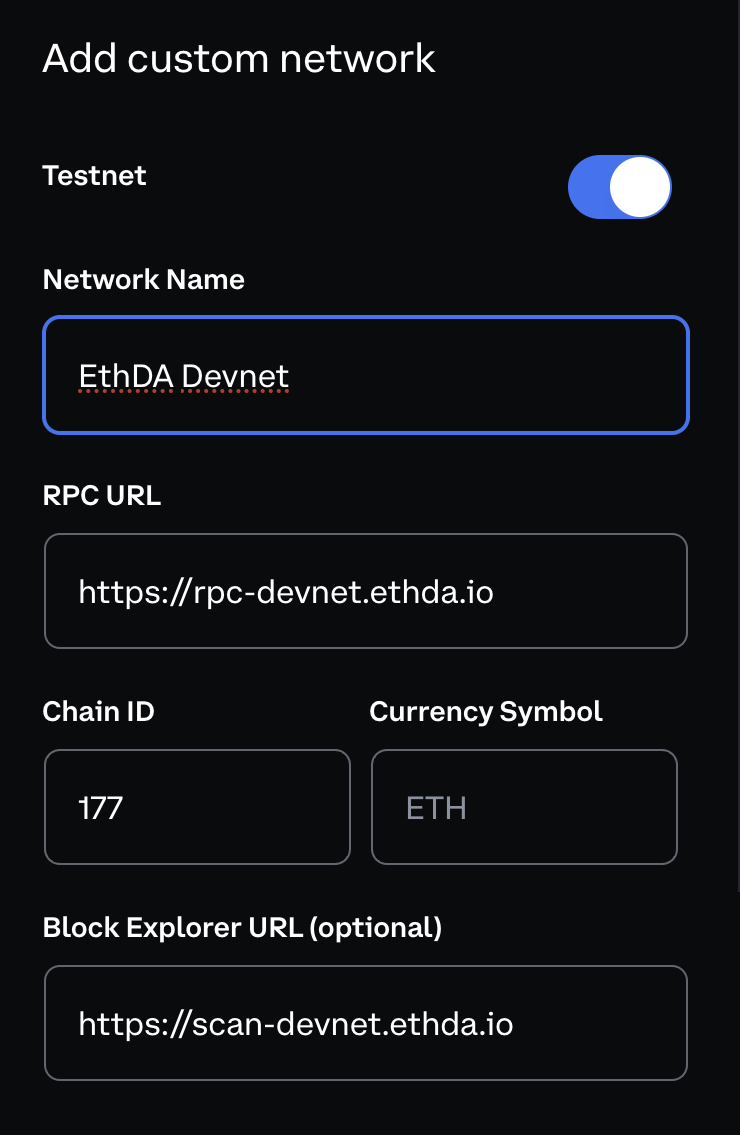 Add custom network
Testnet
Network Name
EthDA Devnet
RPC URL
https://rpc-devnet.ethda.io
Chain ID
Currency Symbol
177
ETH
Block Explorer URL (optional)
https://scan-devnet.ethda.io